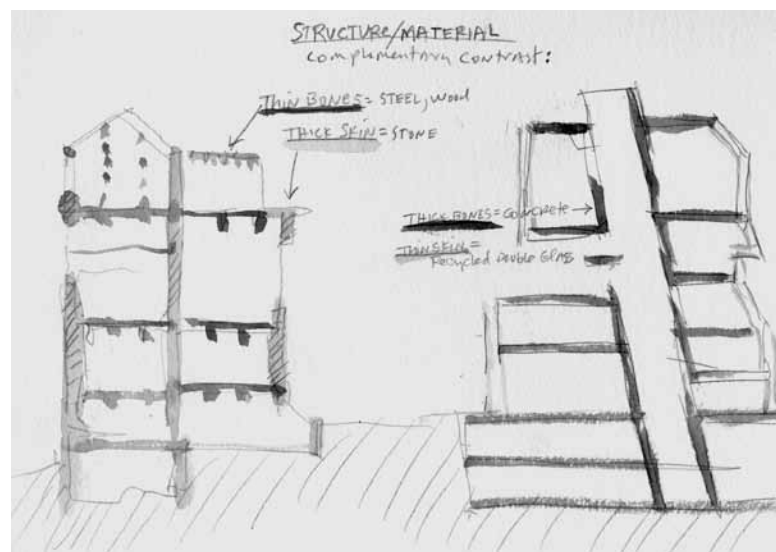 STRUCTURE/MATERIAL
COMPLEMENTARY CONTRAST:
THIN BONES = STEEL, WOOD
THICK SKIN = STONE
THICK BONES = CONCRETE
THIN SKIN =
Recycled DOUBLE GLASS